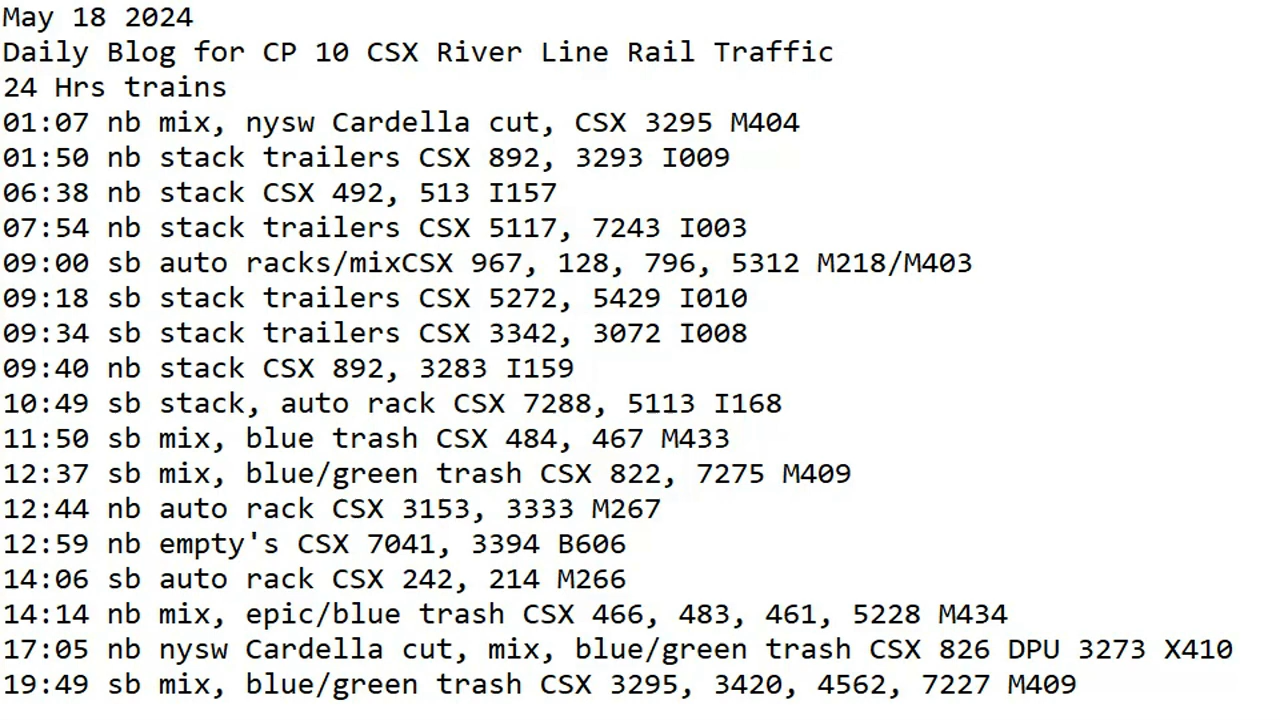 May 18 2024
Daily Blog for CP 10 CSX River Line Rail Traffic
24 Hrs trains
01:07 nb mix, nysw Cardella cut, CSX 3295 M404
01:50 nb stack trailers CSX 892, 3293 I009
06:38 nb stack CSX 492, 513 I157
07:54 nb stack trailers CSX 5117, 7243 I003
09:00 sb auto racks/mixCSX 967, 128, 796, 5312 M218/M403
09:18 sb stack trailers CSX 5272, 5429 I010
09:34 sb stack trailers CSX 3342, 3072 I008
09:40 nb stack CSX 892, 3283 I159
10:49 sb stack, auto rack CSX 7288, 5113 I168
11:50 sb mix, blue trash CSX 484, 467 M433
12:37 sb mix, blue/green trash CSX 822, 7275 M409
12:44 nb auto rack CSX 3153, 3333 M267
12:59 nb empty's CSX 7041, 3394 B606
14:06 sb auto rack CSX 242, 214 M266
14:14 nb mix, epic/blue trash CSX 466, 483, 461, 5228 M434
17:05 nb nysw Cardella cut, mix, blue/green trash CSX 826 DPU 3273 X410
19:49 sb mix, blue/green trash CSX 3295, 3420, 4562, 7227 M409